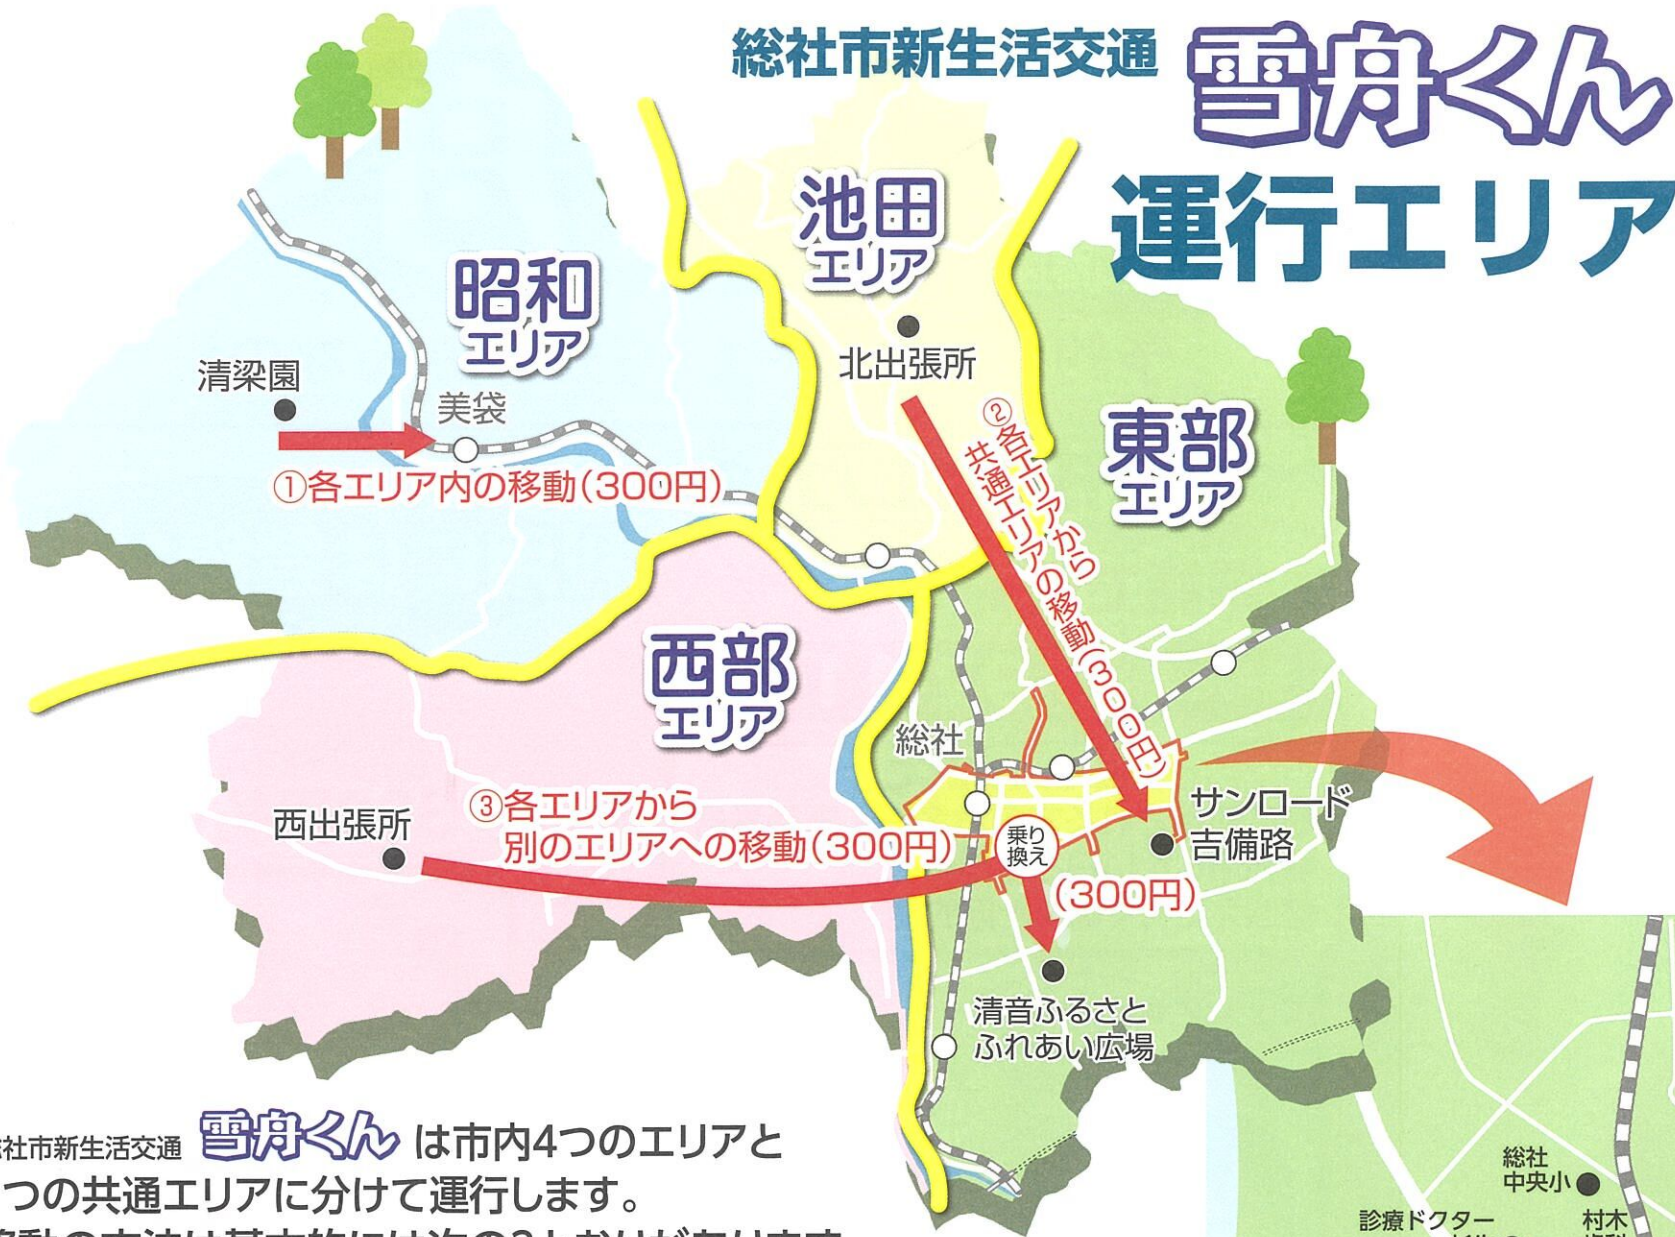 総社市新生活交通 雪舟くん
運行エリア
池田
エリア
昭和
エリア
北出張所
清梁園
美袋
①各エリア内の移動(300円)
②各エリアから
共通エリアの移動(300円)
東部
エリア
西部
エリア
総社
③各エリアから
別のエリアへの移動(300円)
西出張所
乗り
換え
サンロード
吉備路
(300円)
清音ふるさと
ふれあい広場
社市新生活交通 雪舟くん は市内4つのエリアと
つの共通エリアに分けて運行します。
総社
中央小
診療ドクター
村木